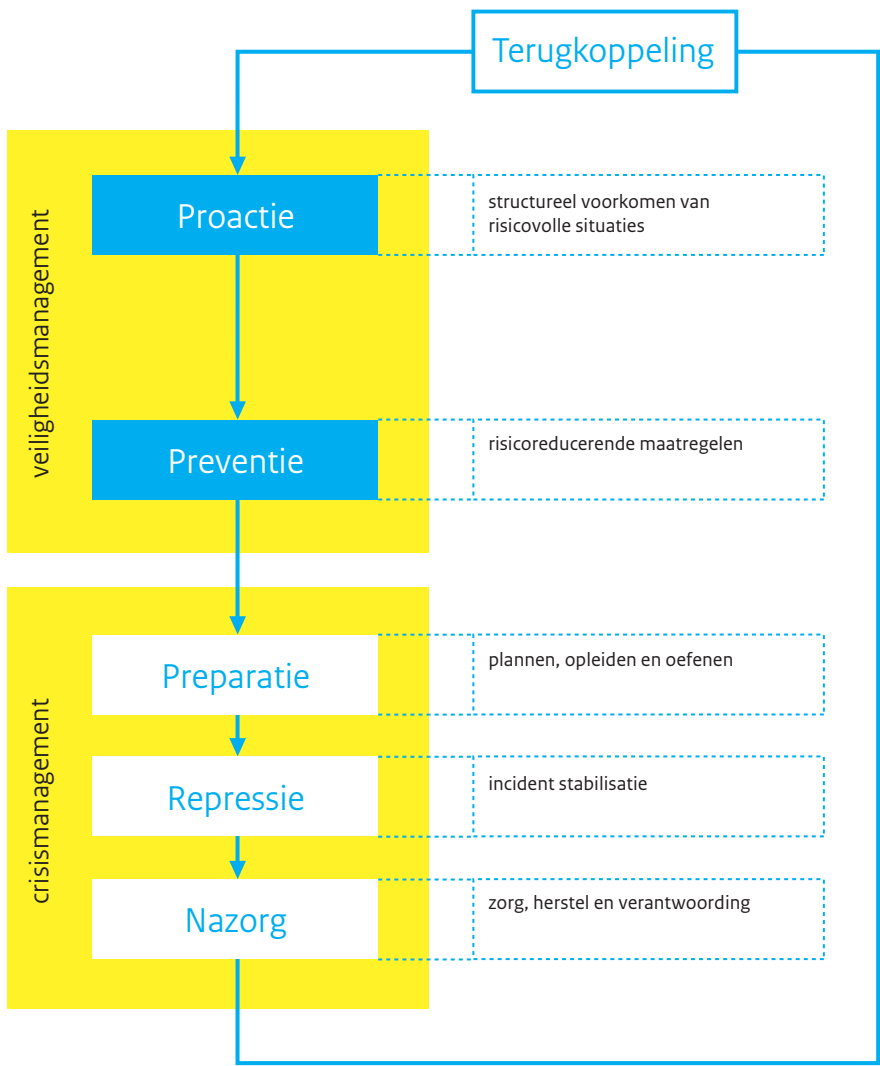 Terugkoppeling
veiligheidsmanagement
Proactie
structureel voorkomen van
risicovolle situaties
Preventie
risicoreducerende maatregelen
crisismanagement
Preparatie
plannen, opleiden en oefenen
Repressie
incident stabilisatie
Nazorg
zorg, herstel en verantwoording